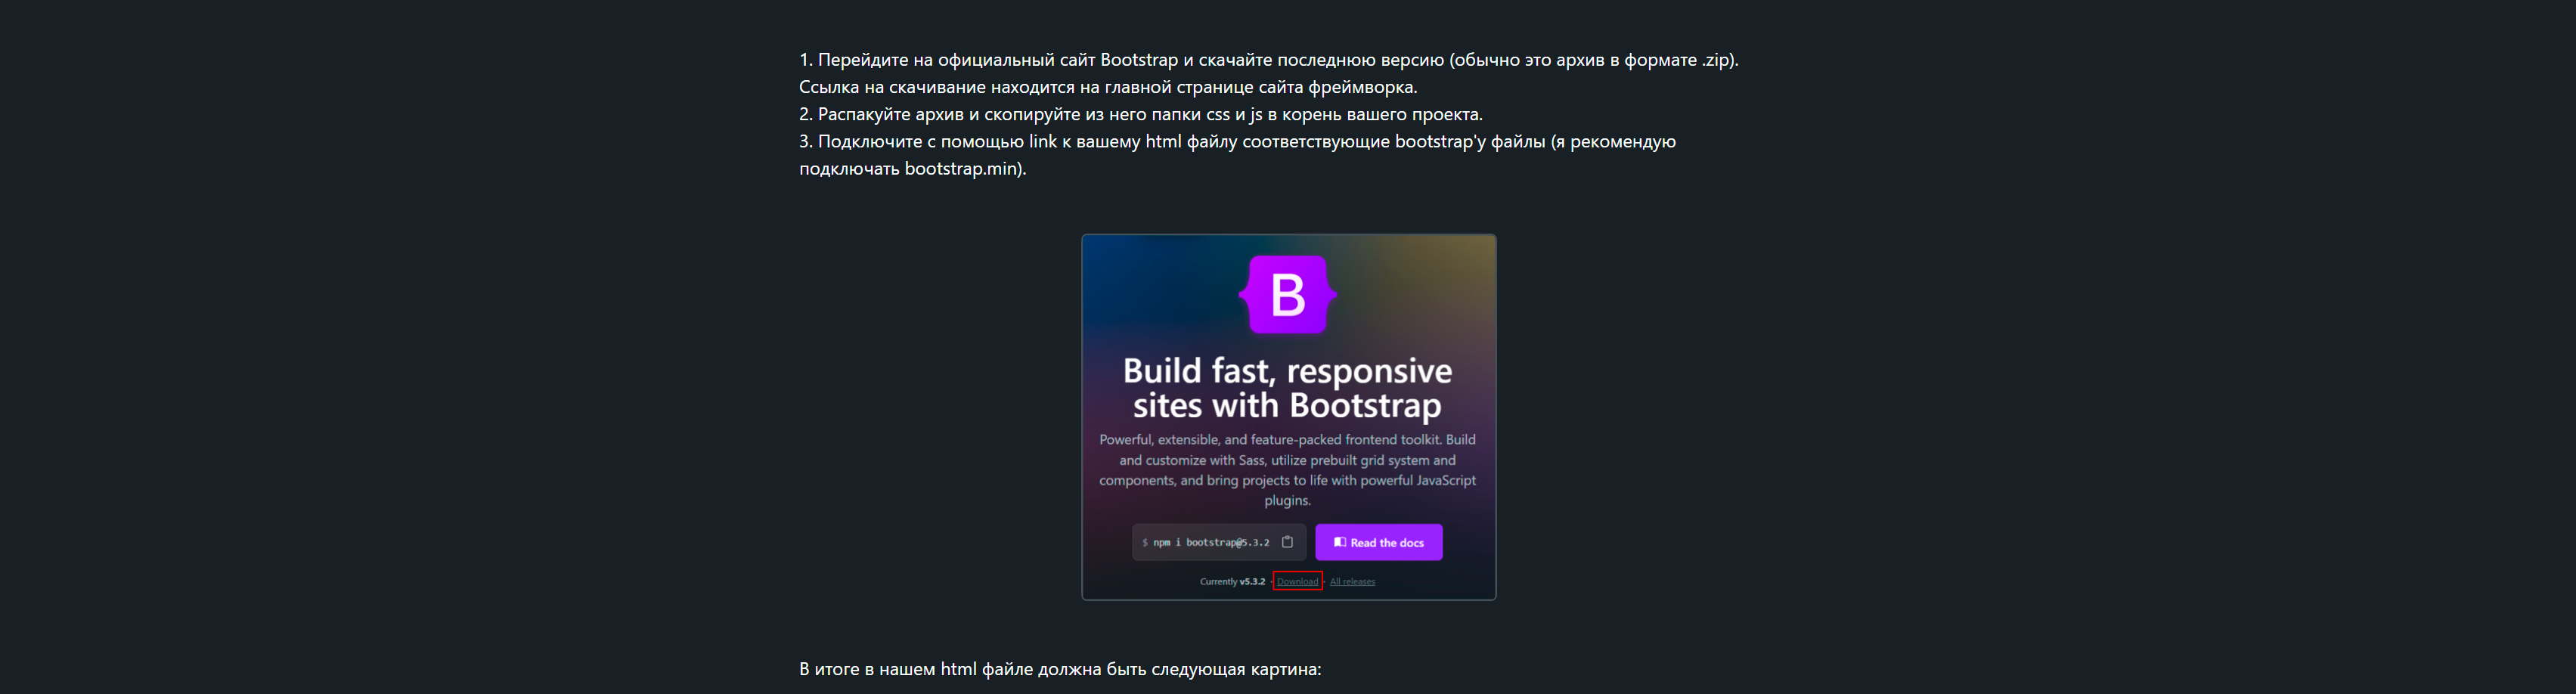 1. Перейдите на официальный сайт Bootstrap и скачайте последнюю версию (обычно это архив в формате .zip).
Ссылка на скачивание находится на главной странице сайта фреймворка.
2. Распакуйте архив и скопируйте из него папки css и js в корень вашего проекта.
3. Подключите с помощью link к вашему html файлу соответствующие bootstrap'у файлы (я рекомендую
подключать bootstrap.min).
B
Build fast, responsive
sites with Bootstrap
Powerful, extensible, and feature-packed frontend toolkit. Build
and customize with Sass, utilize prebuilt grid system and
components, and bring projects to life with powerful JavaScript
plugins.
$ npm i bootstrap@5.3.2 Read the docs
Currently v5.3.2 · Download · All releases
В итоге в нашем html файле должна быть следующая картина: